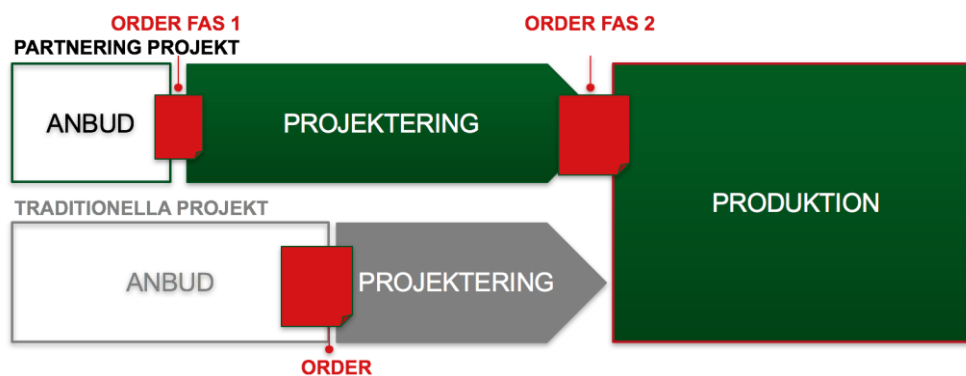 ORDER FAS 1
ORDER FAS 2
PARTNERING PROJEKT
ANBUD
PROJEKTERING
PRODUKTION
TRADITIONELLA PROJEKT
ANBUD
PROJEKTERING
ORDER